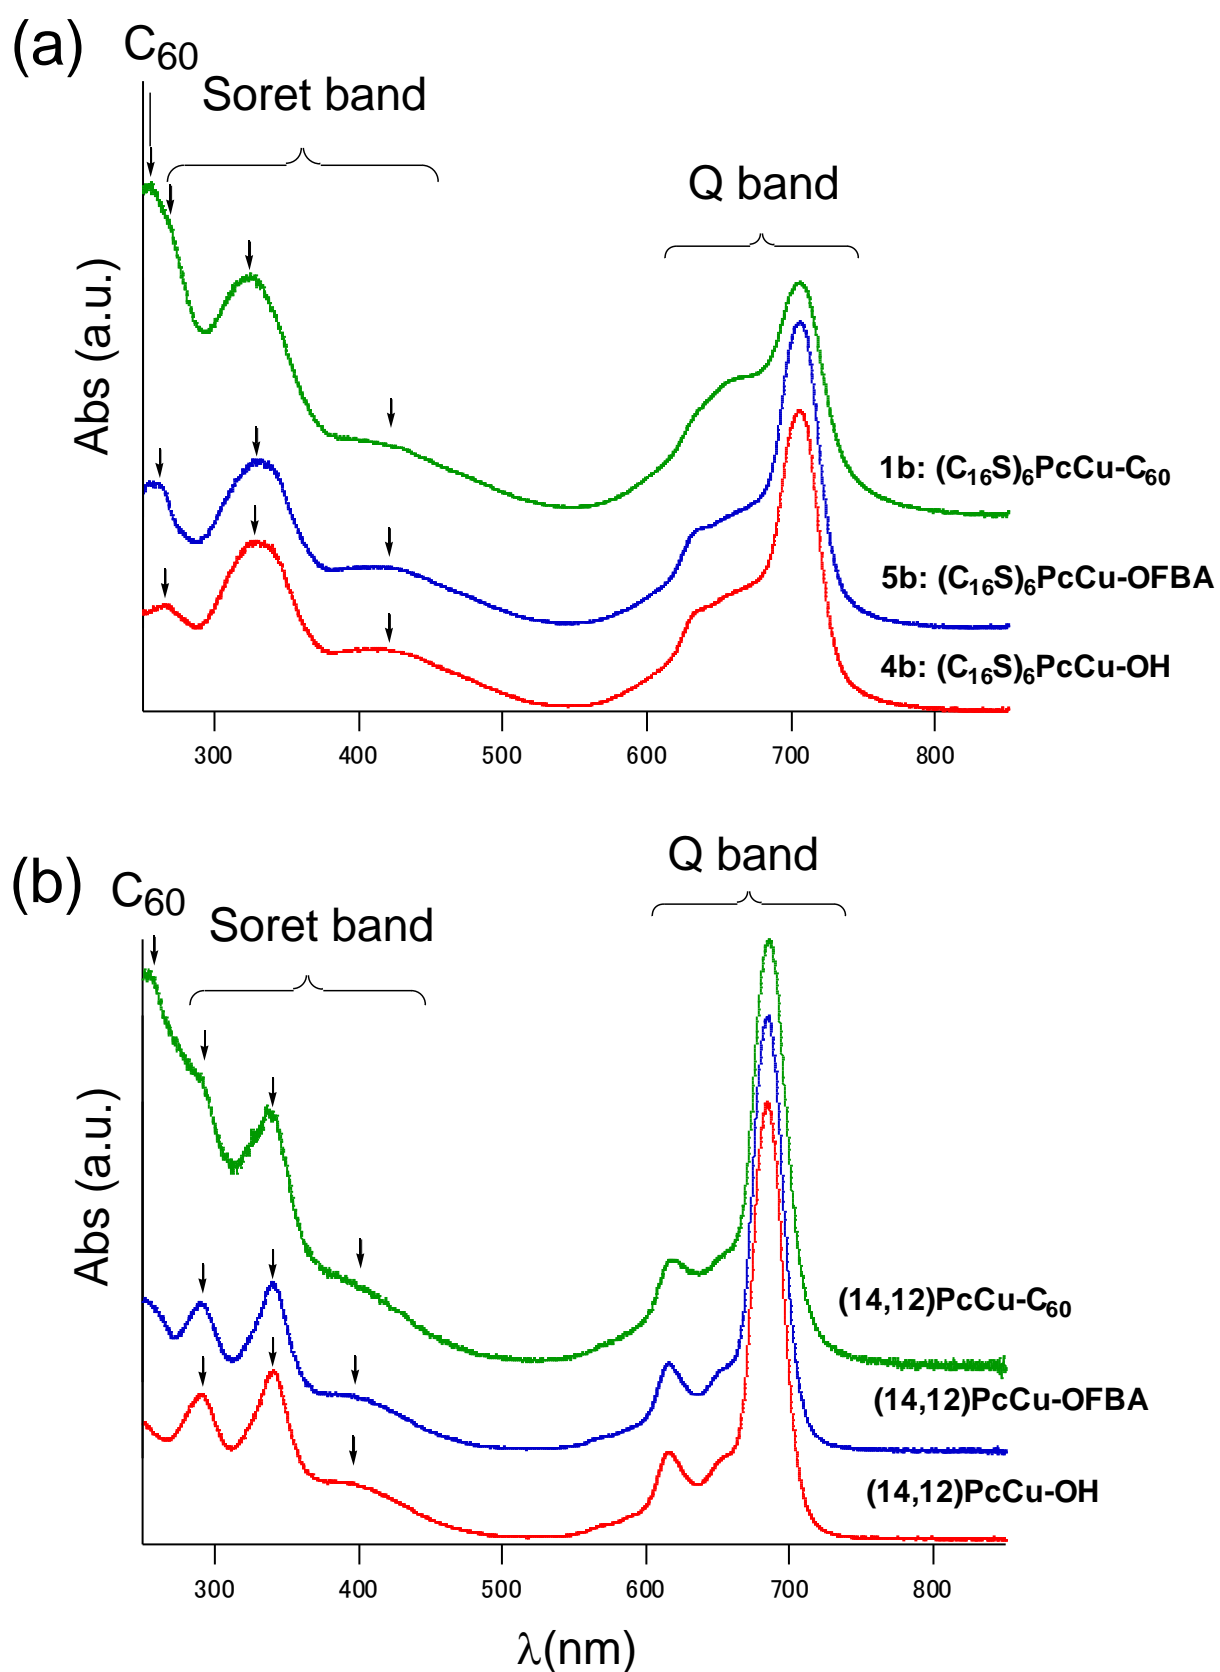 (a)
C60
Soret band
Q band
Abs (a.u.)
1b: (C16S)6PcCu-C60
5b: (C16S)6PcCu-OFBA
4b: (C16S)6PcCu-OH
300 400 500 600 700 800
(b)
C60
Soret band
Q band
Abs (a.u.)
(14,12)PcCu-C60
(14,12)PcCu-OFBA
(14,12)PcCu-OH
300 400 500 600 700 800
λ(nm)